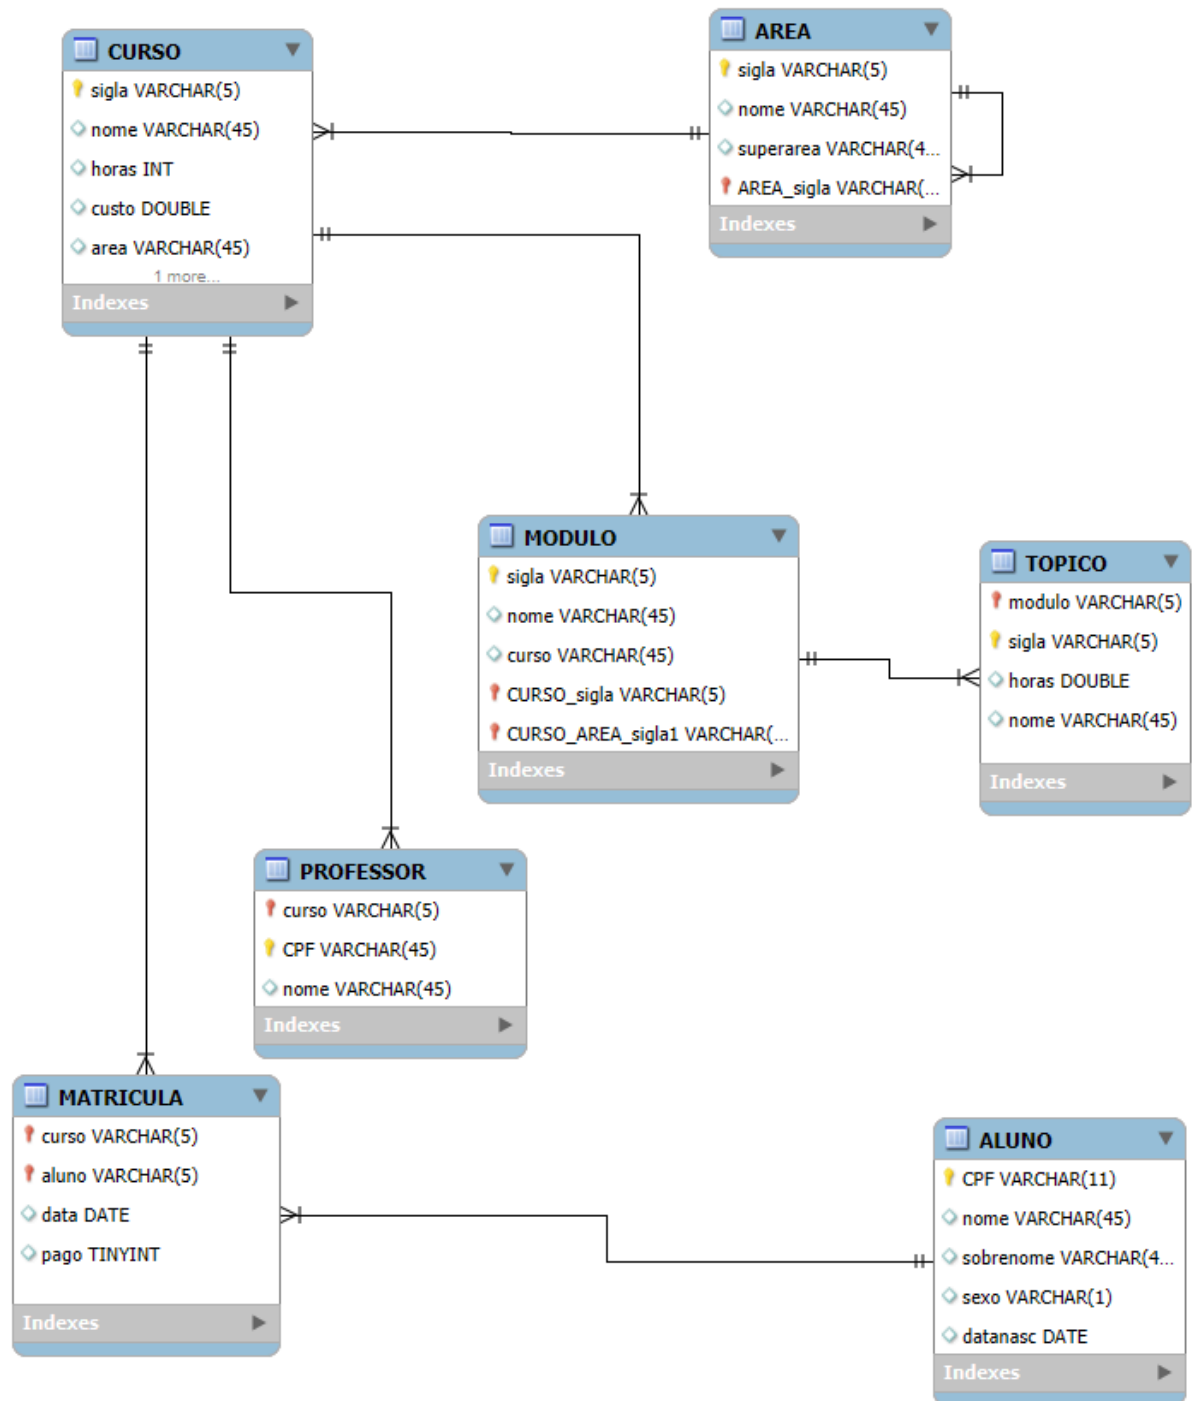 CURSO
sigla VARCHAR(5)
nome VARCHAR(45)
horas INT
custo DOUBLE
area VARCHAR(45)
1 more...
Indexes
AREA
sigla VARCHAR(5)
nome VARCHAR(45)
superarea VARCHAR(4...
AREA_sigla VARCHAR(...
Indexes
MODULO
sigla VARCHAR(5)
nome VARCHAR(45)
curso VARCHAR(45)
CURSO_sigla VARCHAR(5)
CURSO_AREA_sigla1 VARCHAR(...
Indexes
TOPICO
modulo VARCHAR(5)
sigla VARCHAR(5)
horas DOUBLE
nome VARCHAR(45)
Indexes
PROFESSOR
curso VARCHAR(5)
CPF VARCHAR(45)
nome VARCHAR(45)
Indexes
MATRICULA
curso VARCHAR(5)
aluno VARCHAR(5)
data DATE
pago TINYINT
Indexes
ALUNO
CPF VARCHAR(11)
nome VARCHAR(45)
sobrenome VARCHAR(4...
sexo VARCHAR(1)
datanasc DATE
Indexes